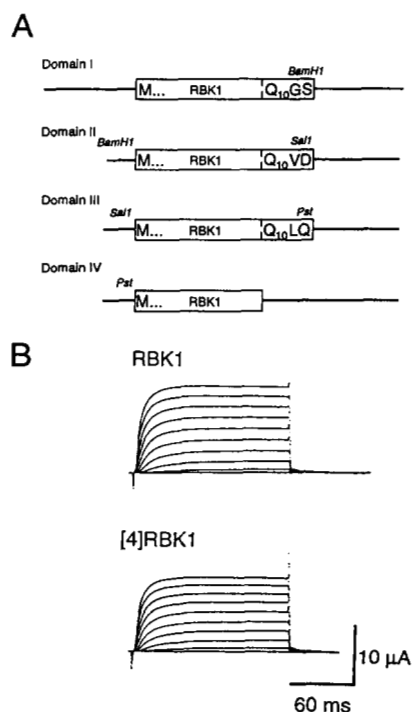 A
Domain I
BamH1
M... RBK1 Q10GS
Domain II
BamH1
Sal1
M... RBK1 Q10VD
Domain III
Sal1
Pst
M... RBK1 Q10LQ
Domain IV
Pst
M... RBK1
B
RBK1
[4]RBK1
10 μA
60 ms